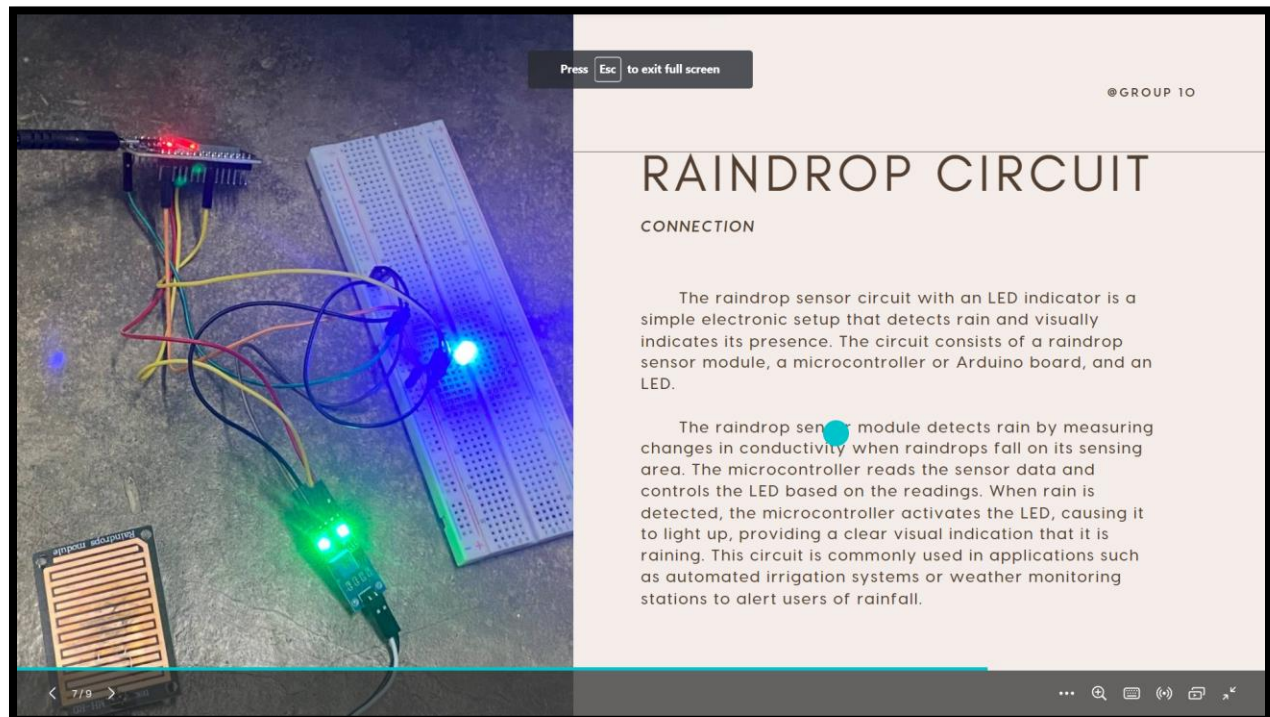 Press Esc to exit full screen
@GROUP 10
RAINDROP CIRCUIT
CONNECTION
The raindrop sensor circuit with an LED indicator is a
simple electronic setup that detects rain and visually
indicates its presence. The circuit consists of a raindrop
sensor module, a microcontroller or Arduino board, and an
LED.
The raindrop sensor module detects rain by measuring
changes in conductivity when raindrops fall on its sensing
area. The microcontroller reads the sensor data and
controls the LED based on the readings. When rain is
detected, the microcontroller activates the LED, causing it
to light up, providing a clear visual indication that it is
raining. This circuit is commonly used in applications such
as automated irrigation systems or weather monitoring
stations to alert users of rainfall.
Raindrops module
7/9